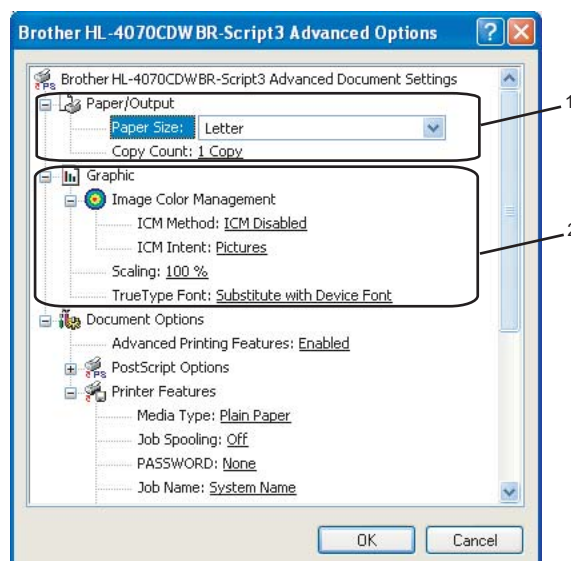 Brother HL-4070CDW BR-Script3 Advanced Options
Brother HL-4070CDW BR-Script3 Advanced Document Settings
Paper/Output
Paper Size: Letter
Copy Count: 1 Copy
1
Graphic
Image Color Management
ICM Method: ICM Disabled
ICM Intent: Pictures
2
Scaling: 100 %
TrueType Font: Substitute with Device Font
Document Options
Advanced Printing Features: Enabled
PostScript Options
Printer Features
Media Type: Plain Paper
Job Spooling: Off
PASSWORD: None
Job Name: System Name
OK
Cancel